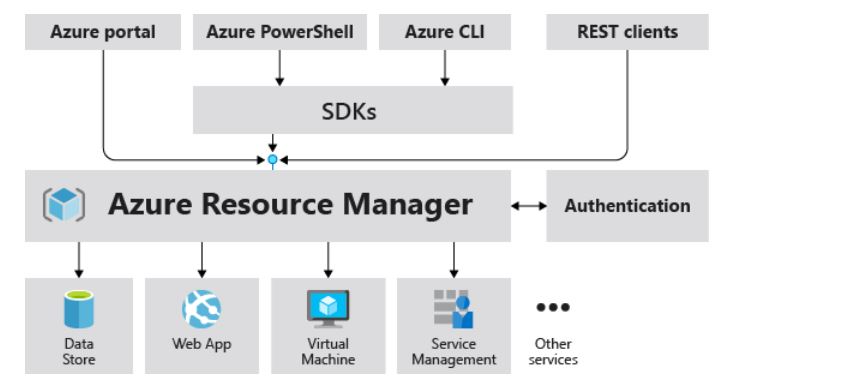 Azure portal
Azure PowerShell
Azure CLI
REST clients
SDKs
Azure Resource Manager
Authentication
Data
Store
Web App
Virtual
Machine
Service
Management
Other
services